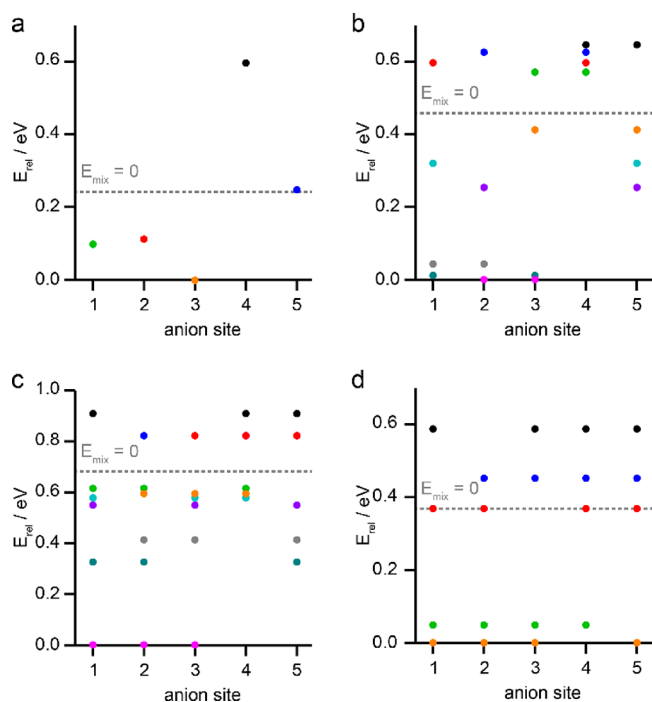 a
0.6
0.4
0.2
0.0
E_rel / eV
E_mix = 0
1 2 3 4 5
anion site
b
0.6
0.4
0.2
0.0
E_rel / eV
E_mix = 0
1 2 3 4 5
anion site
c
1.0
0.8
0.6
0.4
0.2
0.0
E_rel / eV
E_mix = 0
1 2 3 4 5
anion site
d
0.6
0.4
0.2
0.0
E_rel / eV
E_mix = 0
1 2 3 4 5
anion site